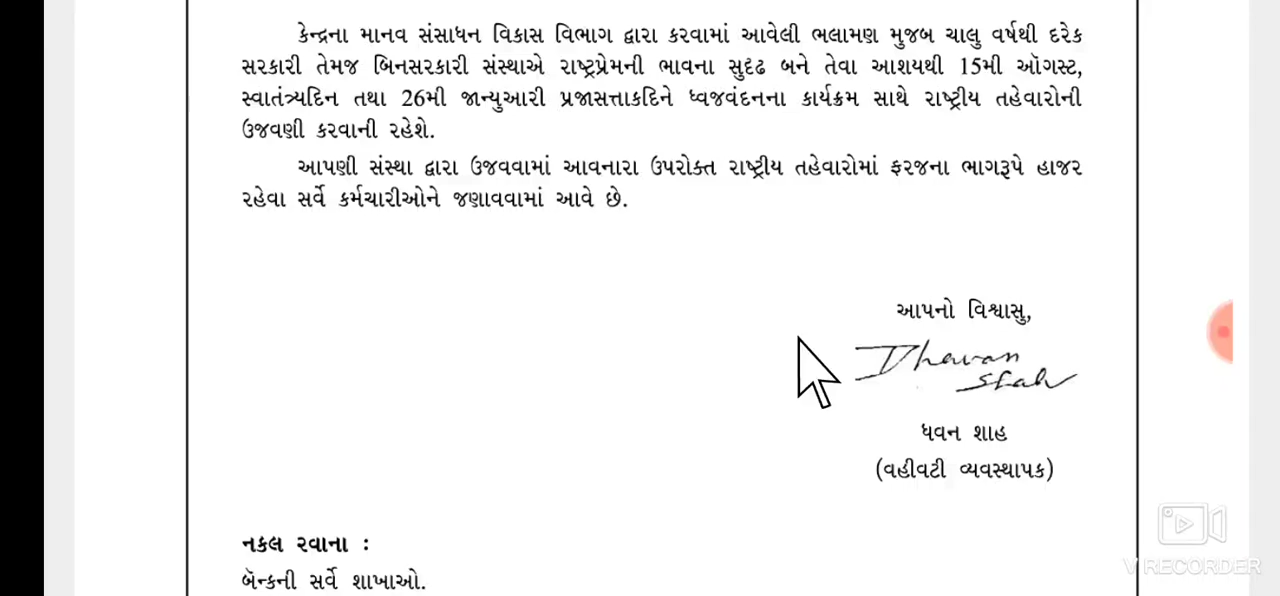 કેન્દ્રના માનવ સંસાધન વિકાસ વિભાગ દ્વારા કરવામાં આવેલી ભલામણ મુજબ ચાલુ વર્ષથી દરેક
સરકારી તેમજ બિનસરકારી સંસ્થાએ રાષ્ટ્રપ્રેમની ભાવના સુદૃઢ બને તેવા આશયથી 15મી ઑગસ્ટ,
સ્વાતંત્ર્યદિન તથા 26મી જાન્યુઆરી પ્રજાસત્તાકદિને ધ્વજવંદનના કાર્યક્રમ સાથે રાષ્ટ્રીય તહેવારોની
ઉજવણી કરવાની રહેશે.
આપણી સંસ્થા દ્વારા ઉજવવામાં આવનારા ઉપરોક્ત રાષ્ટ્રીય તહેવારોમાં ફરજના ભાગરૂપે હાજર
રહેવા સર્વે કર્મચારીઓને જણાવવામાં આવે છે.
આપનો વિશ્વાસુ,
Dhavan
Shah
ધવન શાહ
(વહીવટી વ્યવસ્થાપક)
નકલ રવાના :
બૅન્કની સર્વે શાખાઓ.
V RECORDER